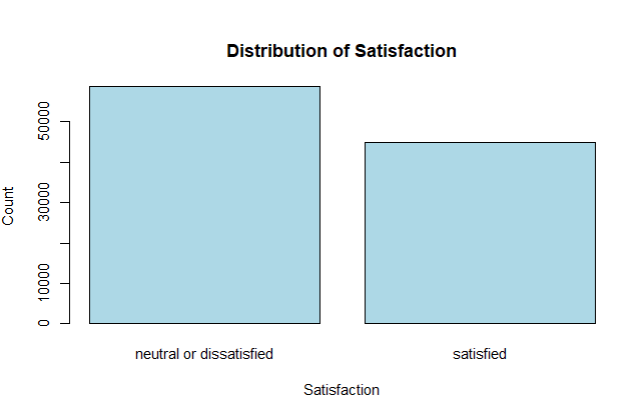 Distribution of Satisfaction
Count
50000
30000
10000
0
neutral or dissatisfied
satisfied
Satisfaction